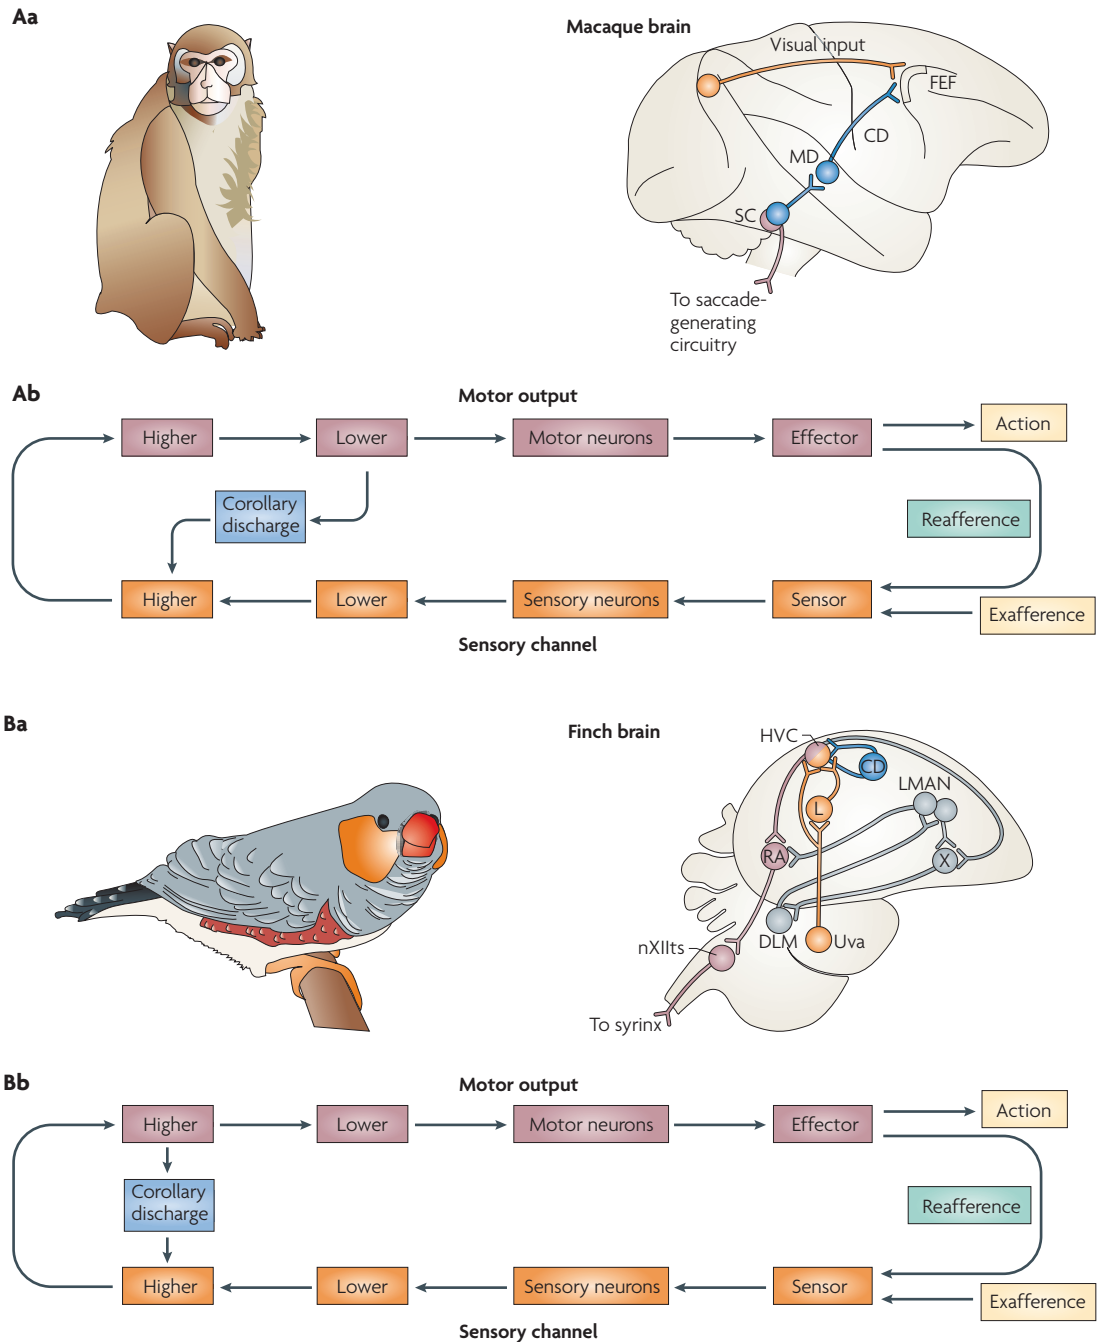 Aa
Macaque brain
Visual input
FEF
CD
MD
SC
To saccade-
generating
circuitry
Ab
Motor output
Higher
Lower
Motor neurons
Effector
Action
Corollary
discharge
Reafference
Higher
Lower
Sensory neurons
Sensor
Exafference
Sensory channel
Ba
Finch brain
HVC
CD
LMAN
L
RA
X
DLM
Uva
nXIIts
To syrinx
Bb
Motor output
Higher
Lower
Motor neurons
Effector
Action
Corollary
discharge
Reafference
Higher
Lower
Sensory neurons
Sensor
Exafference
Sensory channel